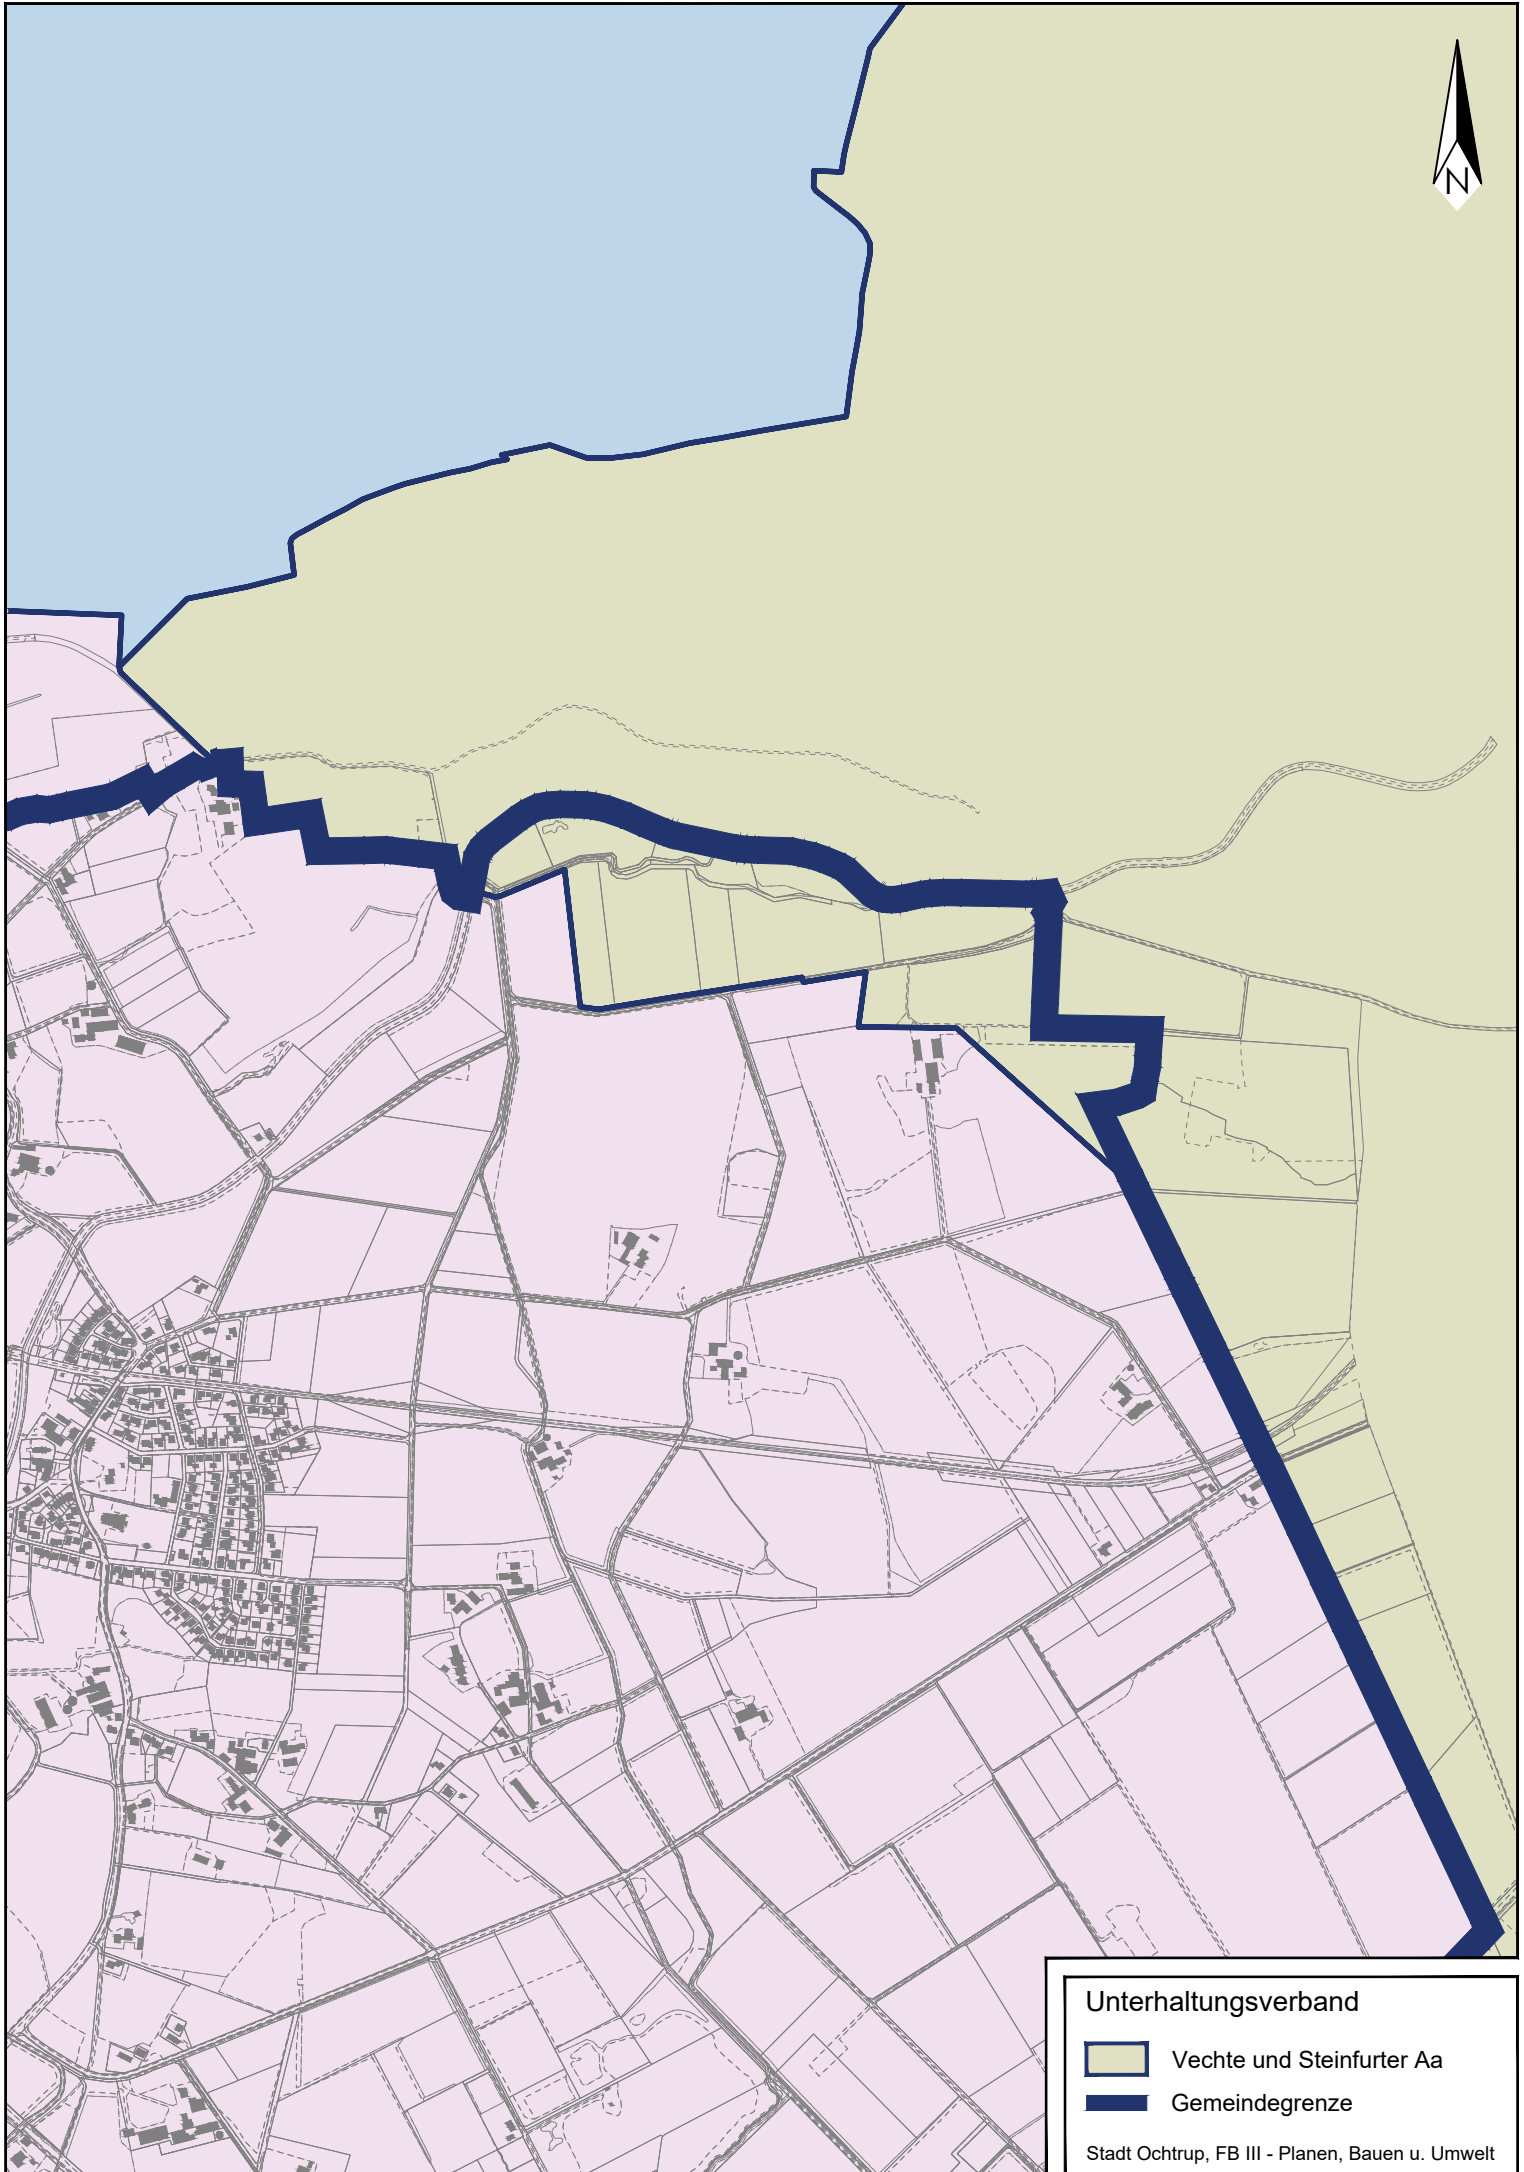 N
Unterhaltungsverband
Vechte und Steinfurter Aa
Gemeindegrenze
Stadt Ochtrup, FB III - Planen, Bauen u. Umwelt